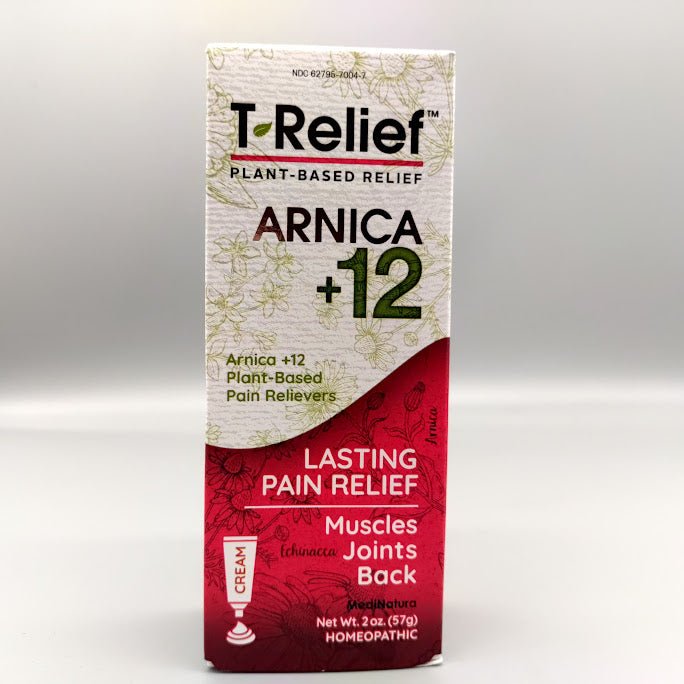 NDC 62795-7004-7
T-Relief™
PLANT-BASED RELIEF
ARNICA
+12
Arnica +12
Plant-Based
Pain Relievers
Arnica
LASTING
PAIN RELIEF
Muscles
Echinacea
Joints
Back
CREAM
MediNatura
Net Wt. 2 oz. (57g)
HOMEOPATHIC